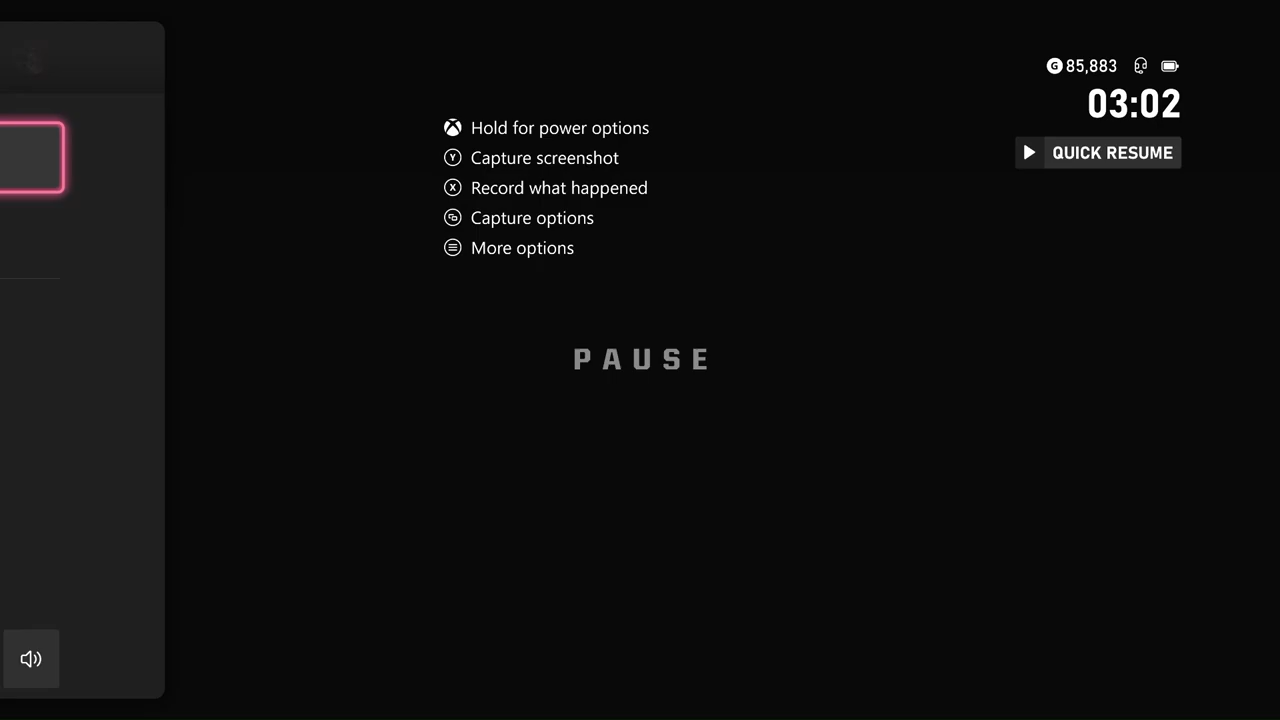 G 85,883
03:02
QUICK RESUME
Hold for power options
Y Capture screenshot
X Record what happened
Capture options
More options
PAUSE